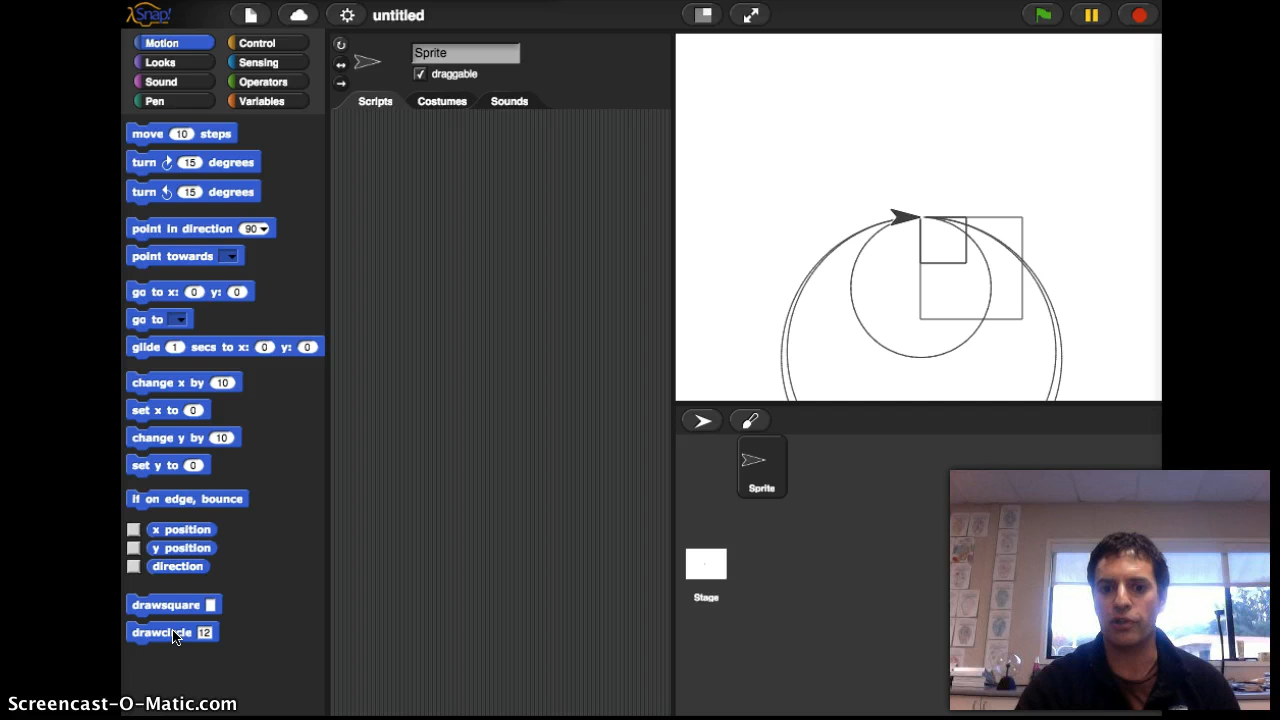 Snap!
untitled
Motion
Control
Looks
Sensing
Sound
Operators
Pen
Variables
Sprite
draggable
Scripts
Costumes
Sounds
move 10 steps
turn 15 degrees
turn 15 degrees
point in direction 90
point towards
go to x: 0 y: 0
go to
glide 1 secs to x: 0 y: 0
change x by 10
set x to 0
change y by 10
set y to 0
if on edge, bounce
x position
y position
direction
drawsquare
drawcircle 12
Sprite
Stage
Screencast-O-Matic.com